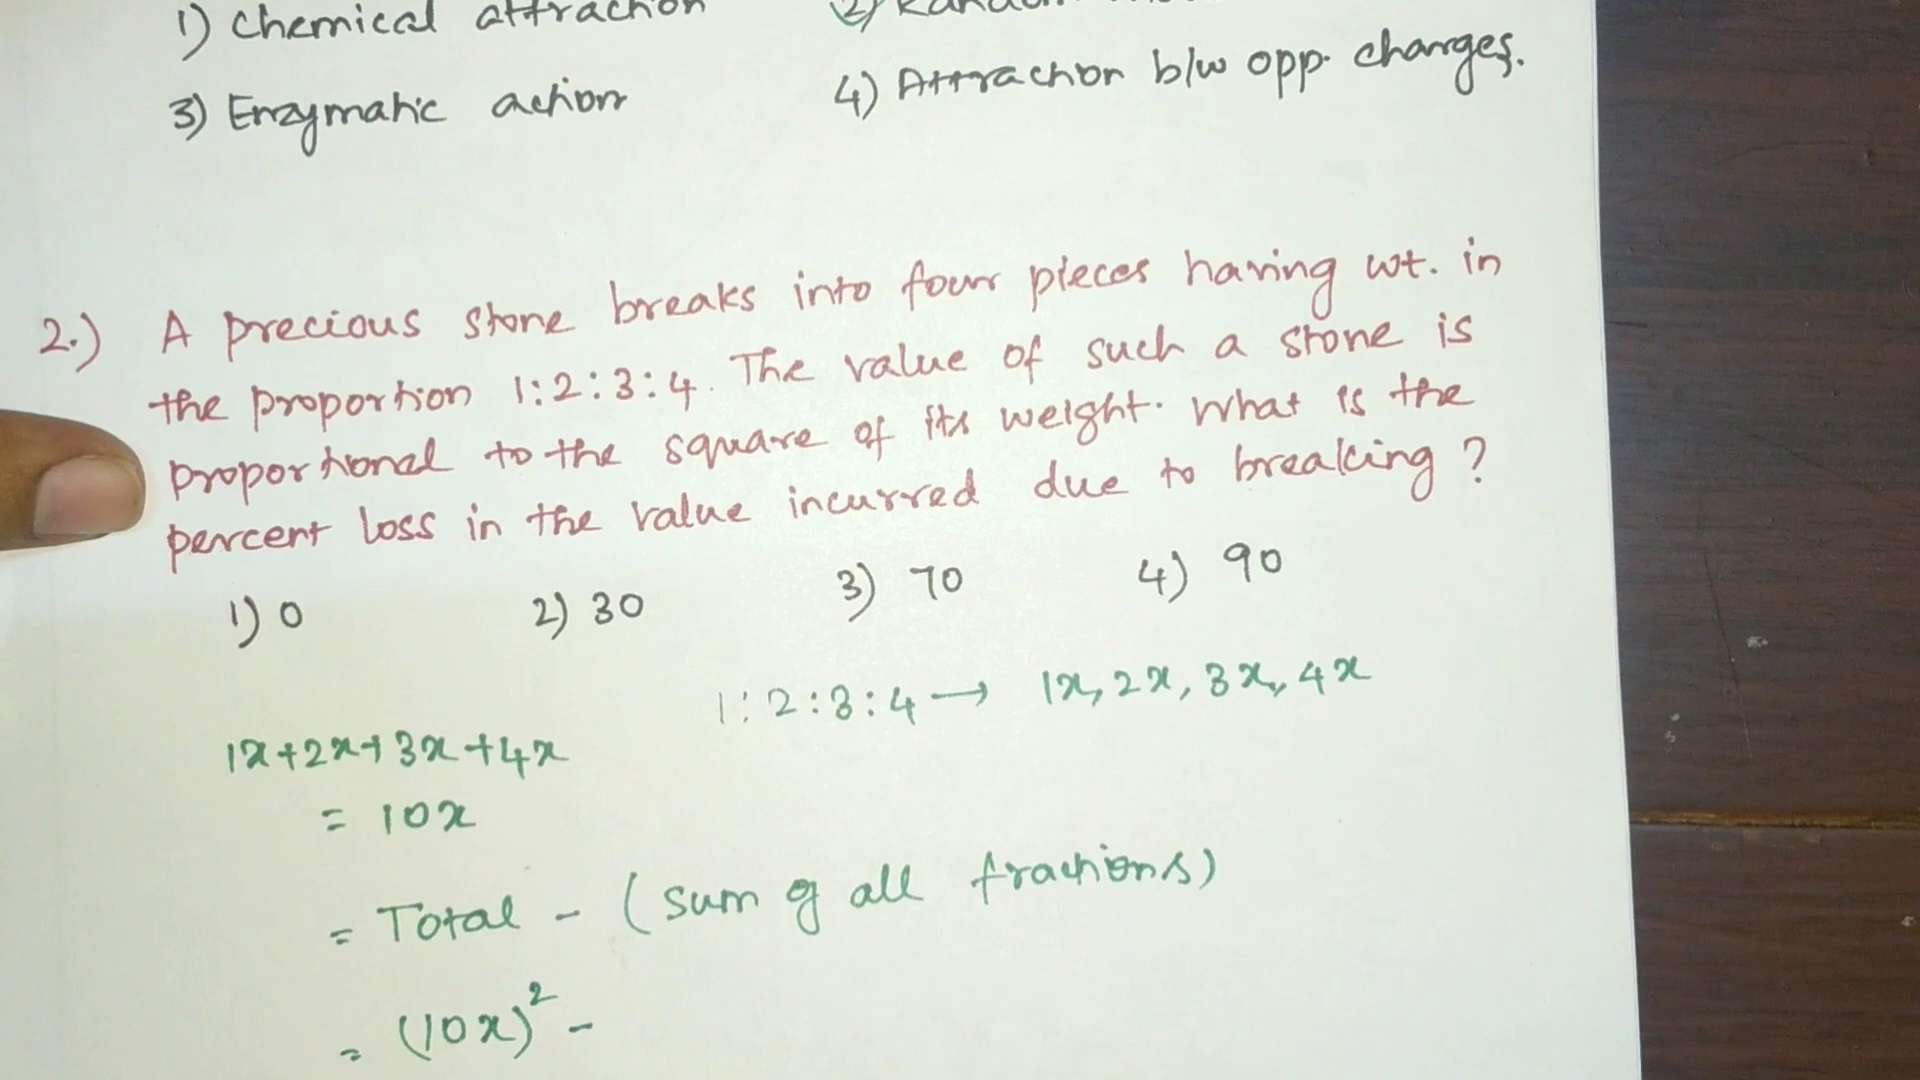 1) Chemical attraction 2)
3) Enzymatic action 4) Attraction b/w opp. charges.
2.) A precious stone breaks into four pieces having wt. in
the proportion 1:2:3:4. The value of such a stone is
proportional to the square of its weight. What is the
percent loss in the value incurred due to breaking?
1) 0 2) 30 3) 70 4) 90
1:2:3:4 → 1x, 2x, 3x, 4x
1x+2x+3x+4x
= 10x
= Total - (sum of all fractions)
= (10x)² -